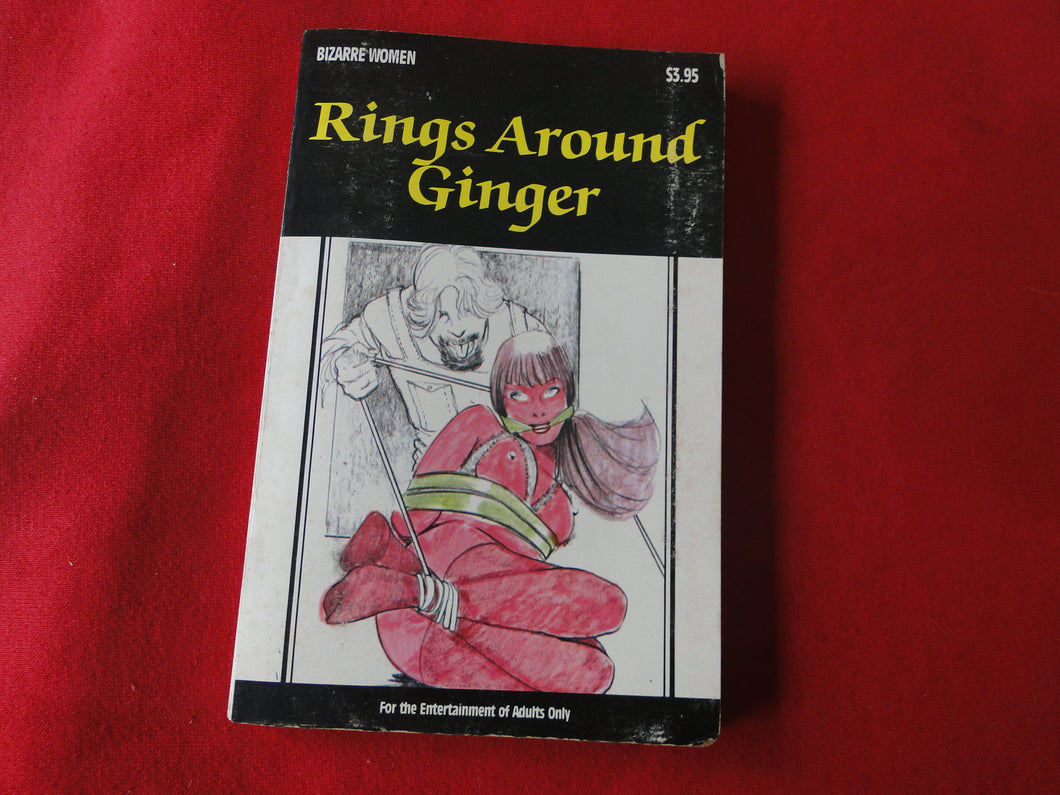 BIZARRE WOMEN
$3.95
Rings Around
Ginger
For the Entertainment of Adults Only